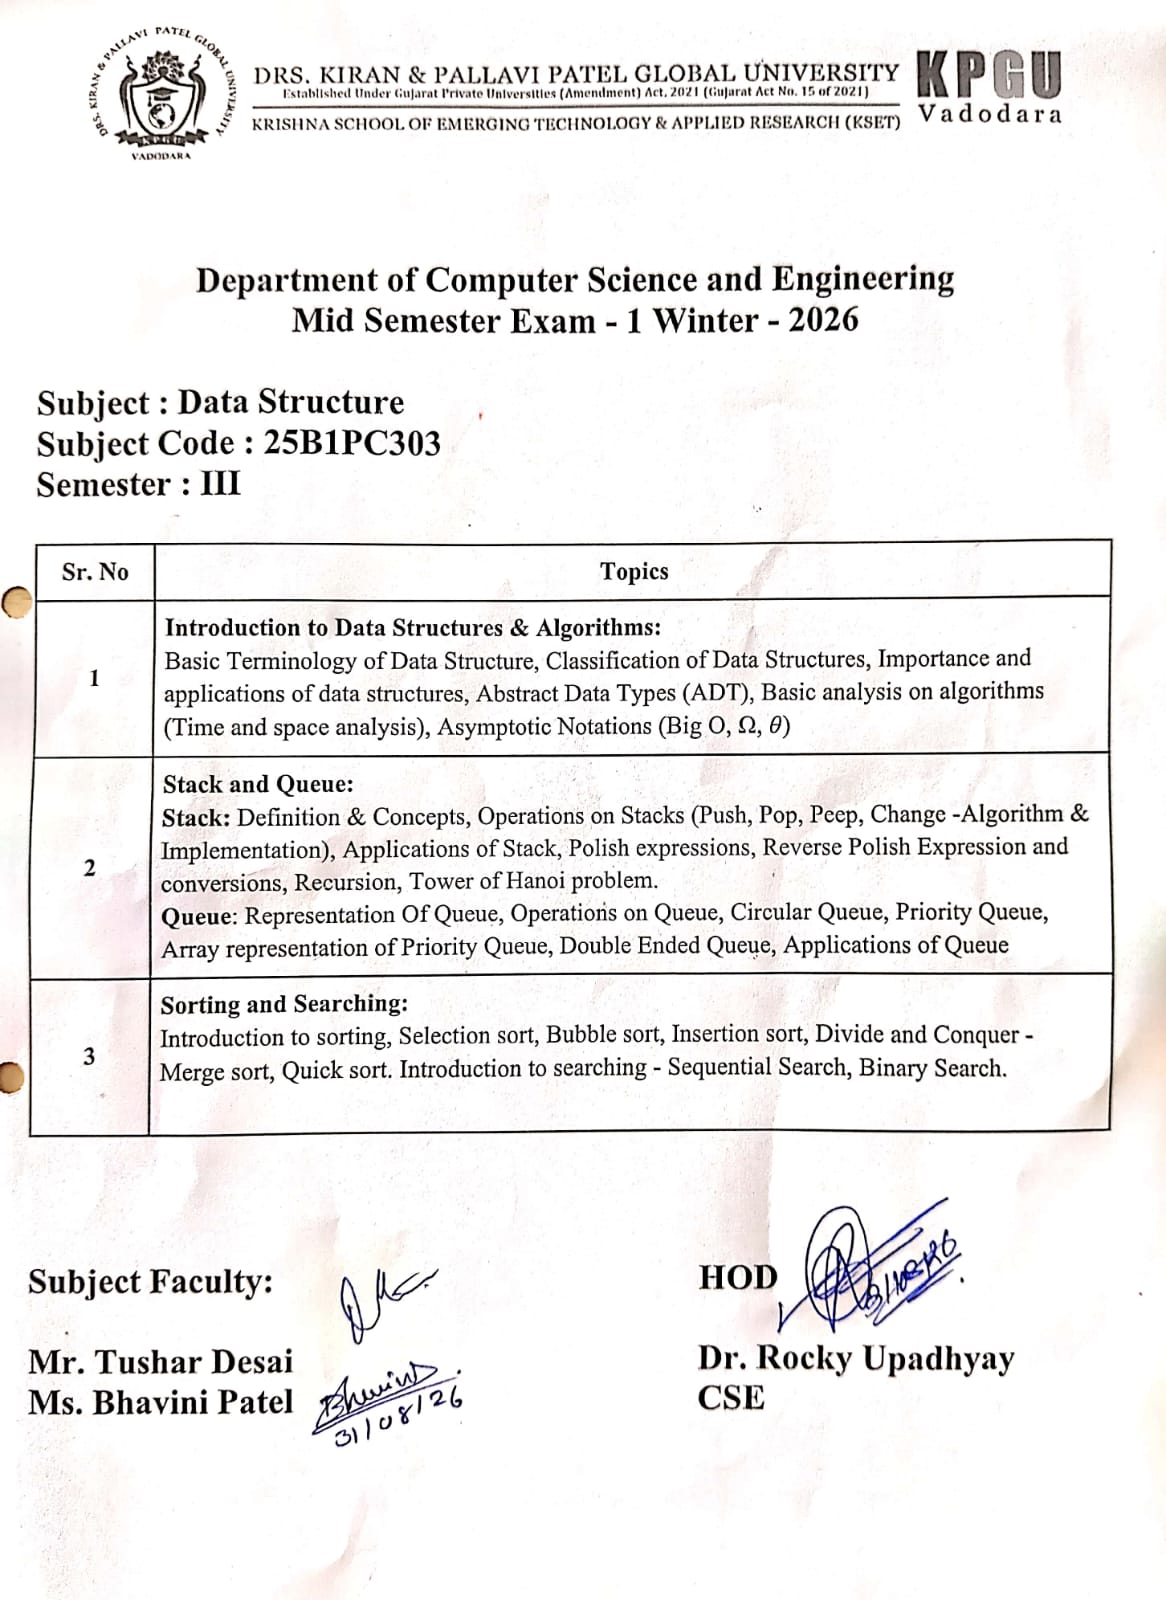 DRS. KIRAN & PALLAVI PATEL GLOBAL UNIVERSITY
VADODARA
KPGU
DRS. KIRAN & PALLAVI PATEL GLOBAL UNIVERSITY
Established Under Gujarat Private Universities (Amendment) Act, 2021 (Gujarat Act No. 15 of 2021)
KRISHNA SCHOOL OF EMERGING TECHNOLOGY & APPLIED RESEARCH (KSET)
KPGU
Vadodara
Department of Computer Science and Engineering
Mid Semester Exam - 1 Winter - 2026
Subject : Data Structure
Subject Code : 25B1PC303
Semester : III
Sr. No Topics
1
Introduction to Data Structures & Algorithms:
Basic Terminology of Data Structure, Classification of Data Structures, Importance and
applications of data structures, Abstract Data Types (ADT), Basic analysis on algorithms
(Time and space analysis), Asymptotic Notations (Big O, Ω, θ)
2
Stack and Queue:
Stack: Definition & Concepts, Operations on Stacks (Push, Pop, Peep, Change -Algorithm &
Implementation), Applications of Stack, Polish expressions, Reverse Polish Expression and
conversions, Recursion, Tower of Hanoi problem.
Queue: Representation Of Queue, Operations on Queue, Circular Queue, Priority Queue,
Array representation of Priority Queue, Double Ended Queue, Applications of Queue
3
Sorting and Searching:
Introduction to sorting, Selection sort, Bubble sort, Insertion sort, Divide and Conquer -
Merge sort, Quick sort. Introduction to searching - Sequential Search, Binary Search.
Subject Faculty:
HOD
Mr. Tushar Desai
Ms. Bhavini Patel
31/08/26
Dr. Rocky Upadhyay
CSE